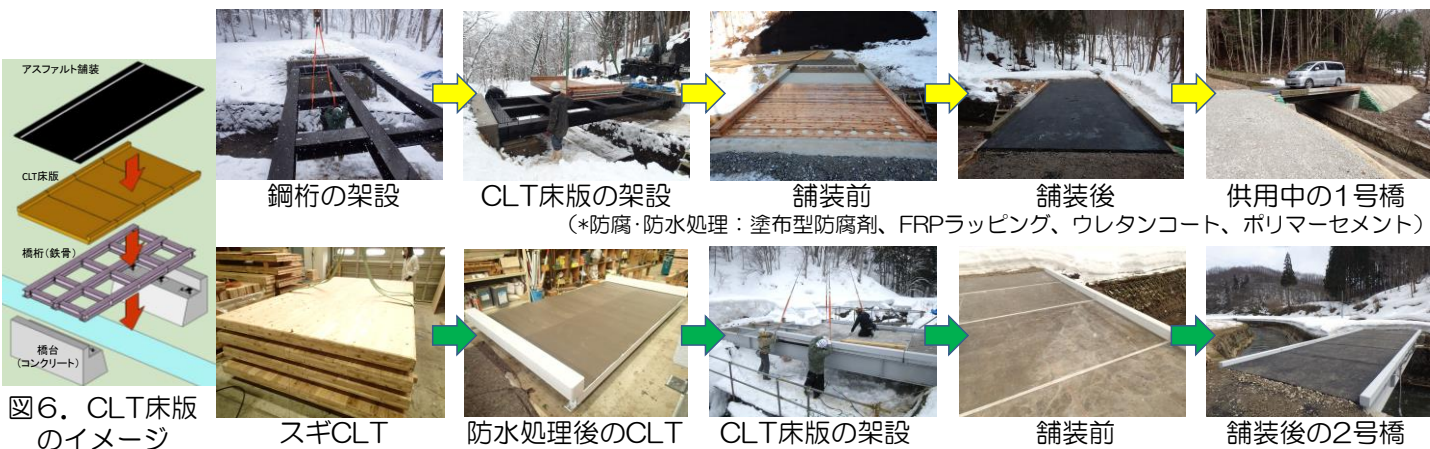 アスファルト舗装
CLT床版
橋桁(鉄骨)
橋台
(コンクリート)
図6．CLT床版
のイメージ
鋼桁の架設
CLT床版の架設
舗装前
舗装後
供用中の1号橋
(*防腐・防水処理：塗布型防腐剤、FRPラッピング、ウレタンコート、ポリマーセメント)
スギCLT
防水処理後のCLT
CLT床版の架設
舗装前
舗装後の2号橋